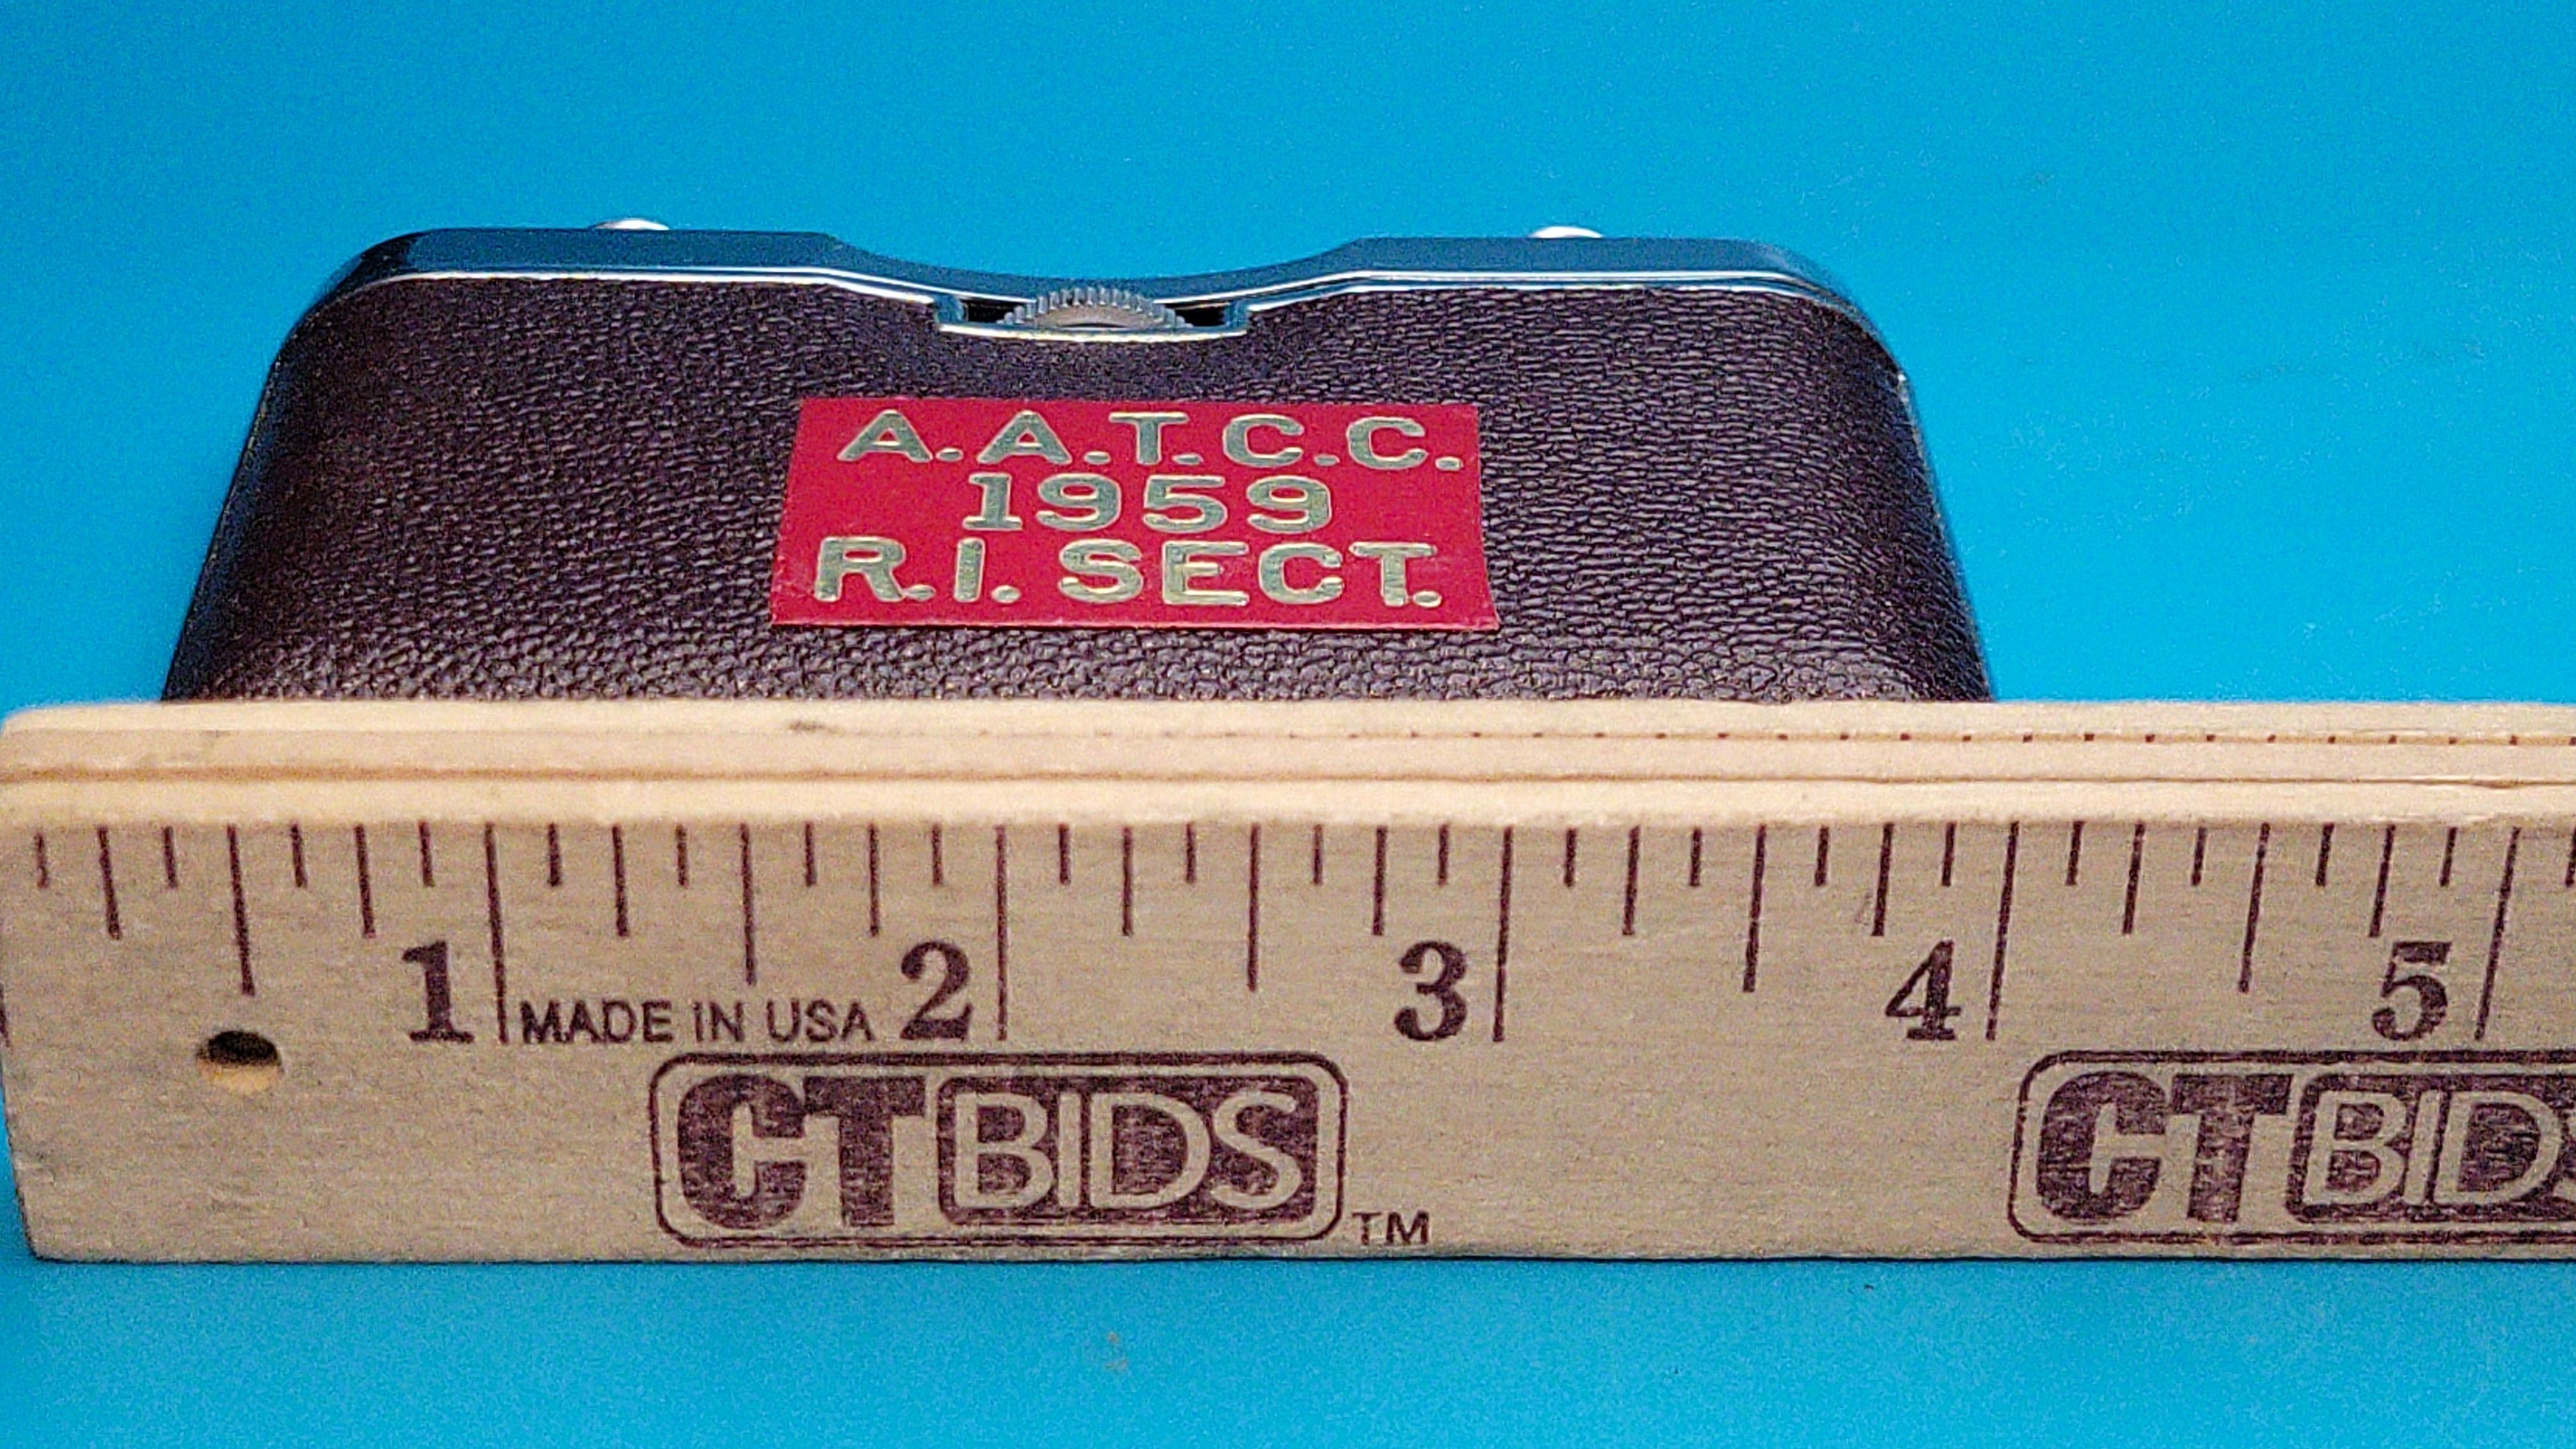 A.A.T.C.C.
1959
R.I. SECT.
1 2 3 4 5
MADE IN USA
CTBIDS TM CTBIDS